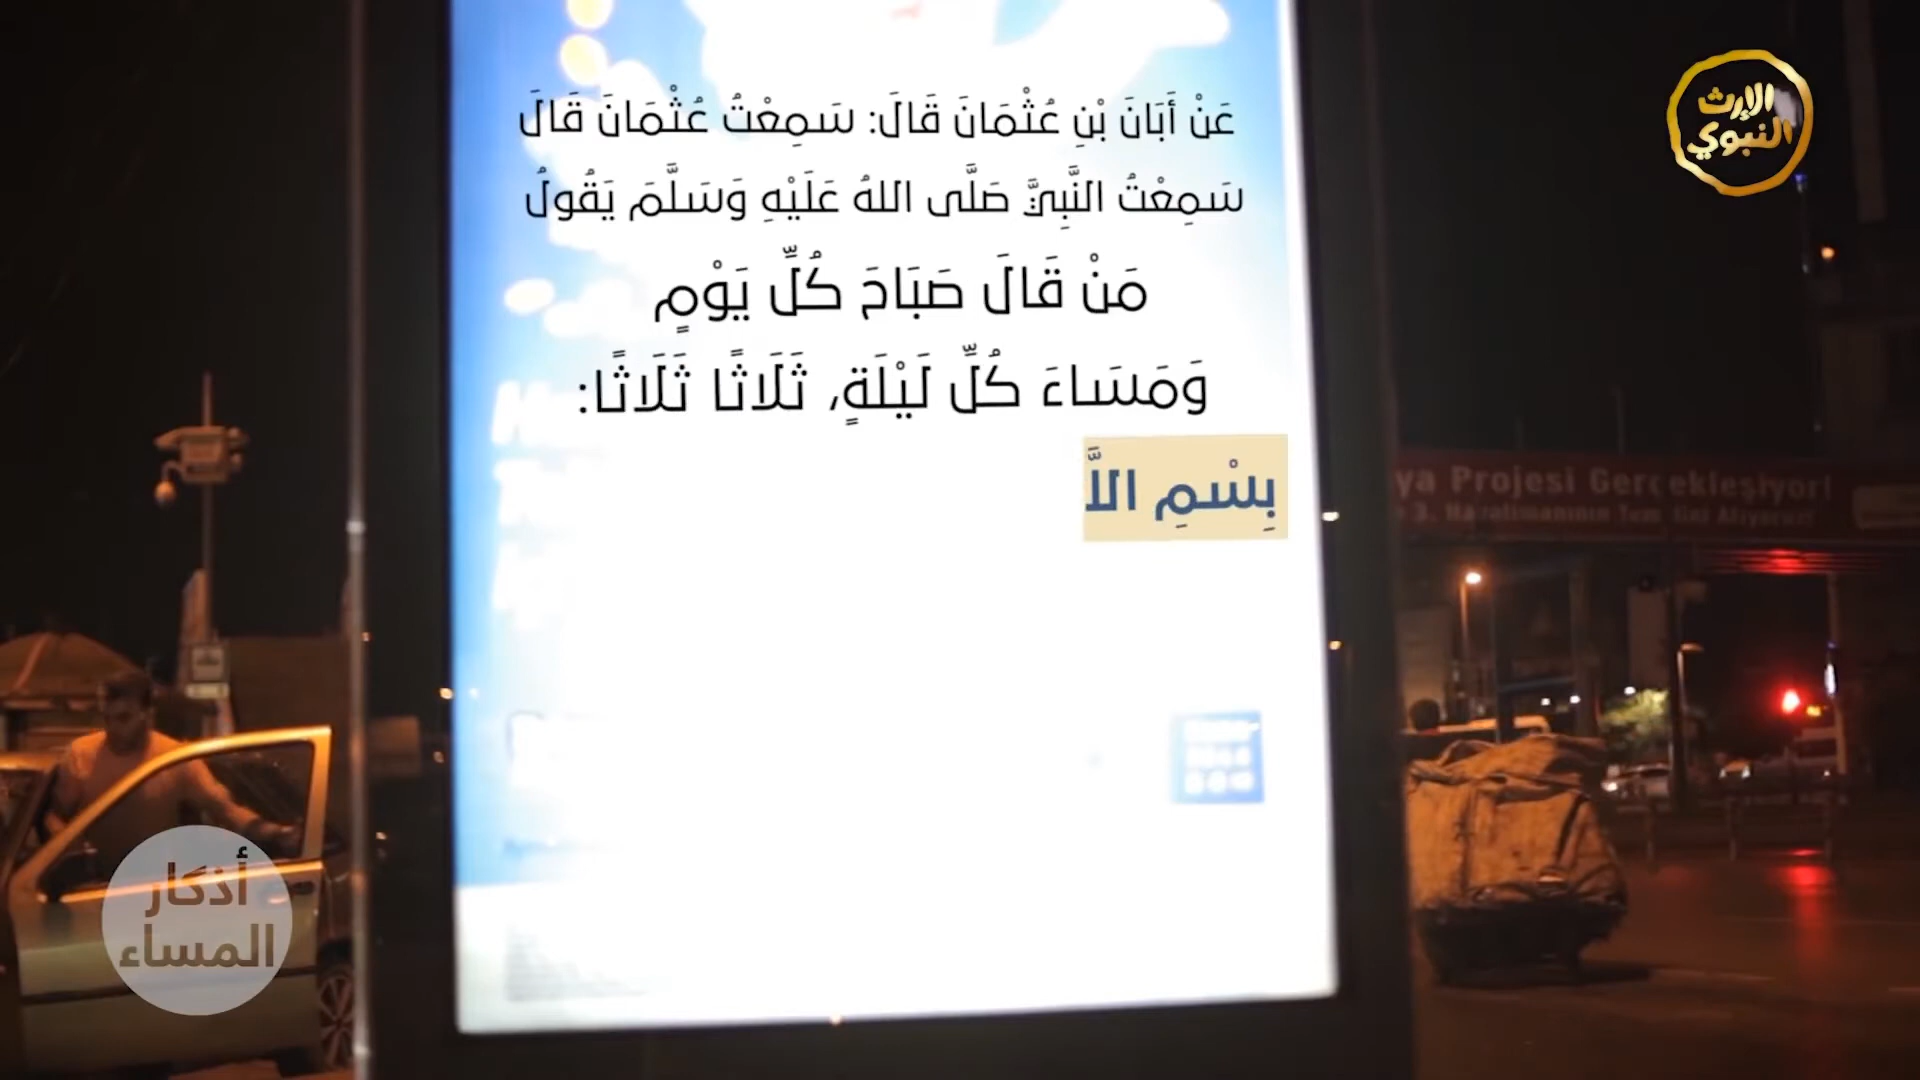 الإرث
النبوي
عَنْ أَبَانَ بْنِ عُثْمَانَ قَالَ: سَمِعْتُ عُثْمَانَ قَالَ
سَمِعْتُ النَّبِيَّ صَلَّى اللهُ عَلَيْهِ وَسَلَّمَ يَقُولُ
مَنْ قَالَ صَبَاحَ كُلِّ يَوْمٍ
وَمَسَاءَ كُلِّ لَيْلَةٍ، ثَلَاثًا ثَلَاثًا:
بِسْمِ اللَّا
ya Projesi Gerçekleşiyor!
أذكار
المساء